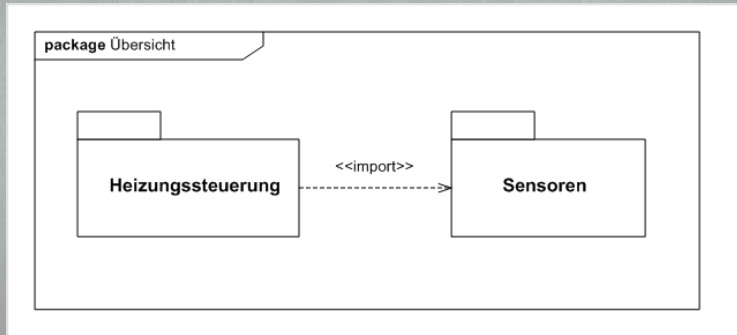 package Übersicht
<<import>>
Heizungssteuerung
Sensoren